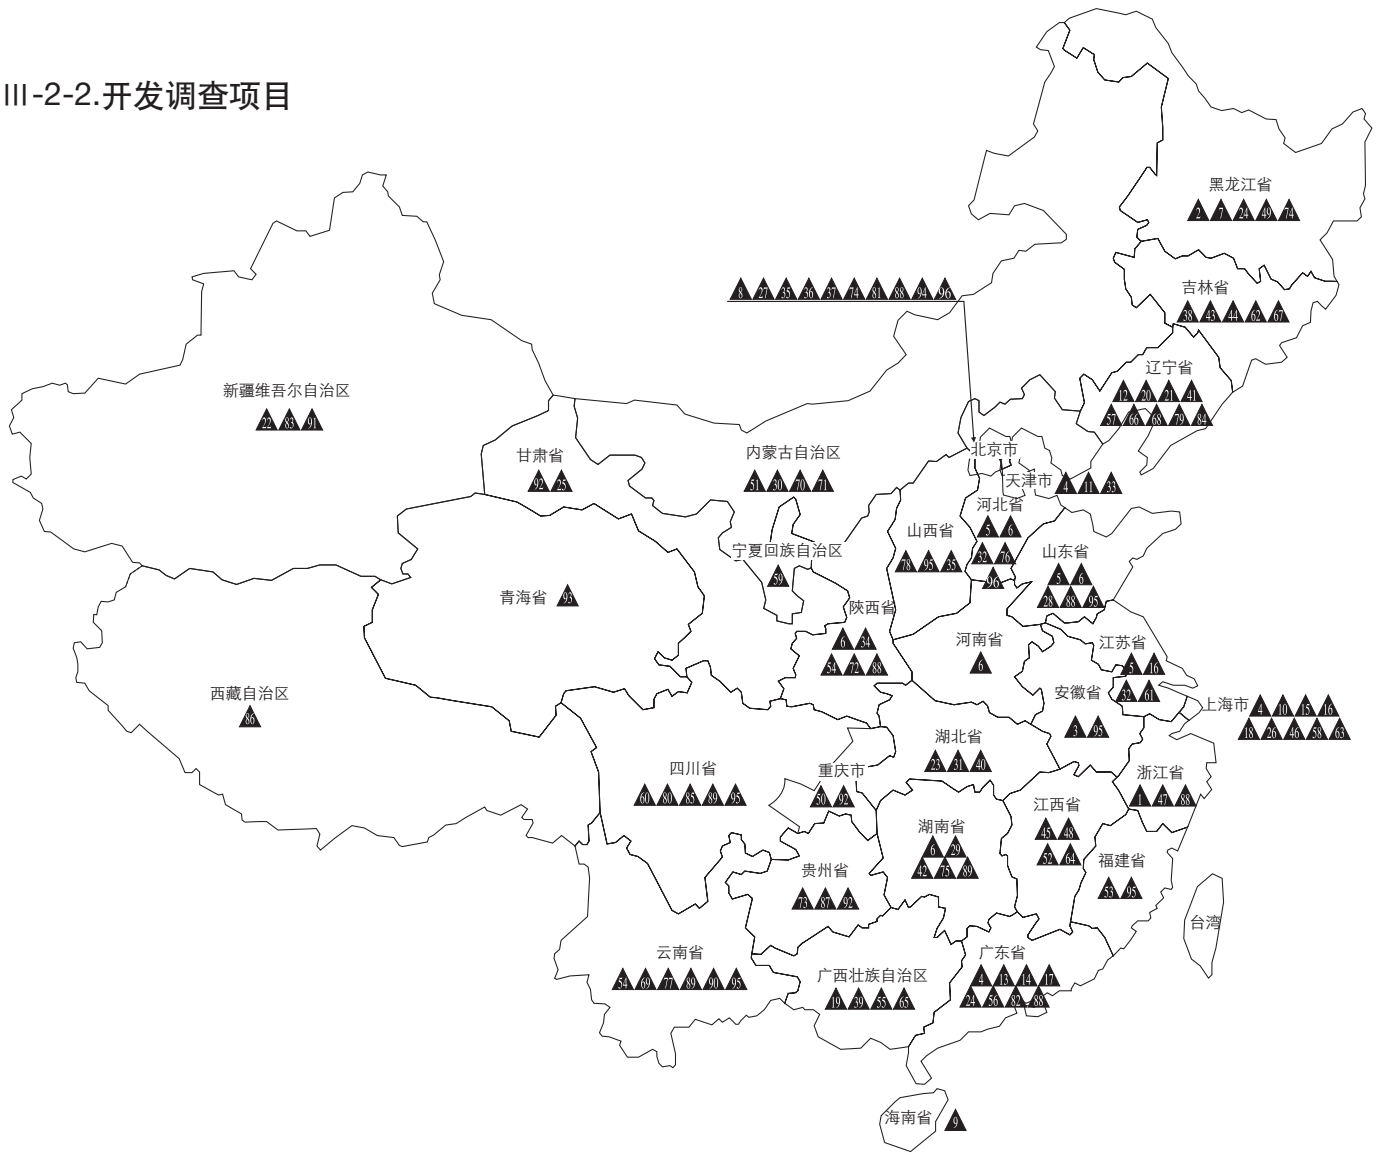 III-2-2.开发调查项目
黑龙江省
2 7 24 49 74
8 27 35 36 37 74 81 88 94 96
吉林省
38 43 44 62 67
辽宁省
12 20 21 41
57 66 68 79 84
新疆维吾尔自治区
22 83 91
甘肃省
92 25
内蒙古自治区
51 30 70 71
北京市
天津市 4 11 33
河北省
5 6
32 76
96
山西省
78 95 35
宁夏回族自治区
59
山东省
5 6
28 88 95
青海省 93
陕西省
6 34
54 72 88
河南省
6
江苏省
5 16
32 61
西藏自治区
86
安徽省
3 95
上海市 4 10 15 16
18 26 46 58 63
湖北省
23 31 40
四川省
60 80 85 89 95
重庆市
50 92
浙江省
1 47 88
江西省
45 48
52 64
湖南省
6 29
42 75 89
福建省
53 95
贵州省
73 87 92
台湾
云南省
54 69 77 89 90 95
广西壮族自治区
19 39 55 65
广东省
4 13 14 17
24 56 82 88
海南省 9